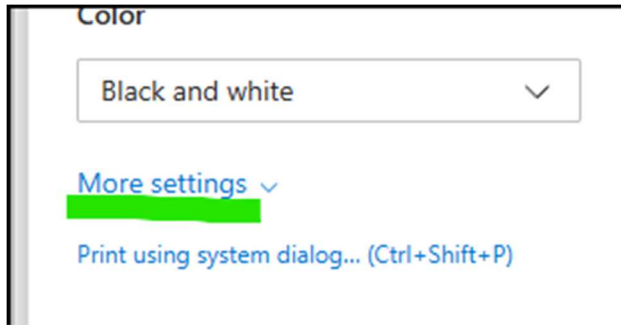 Color
Black and white
More settings
Print using system dialog... (Ctrl+Shift+P)